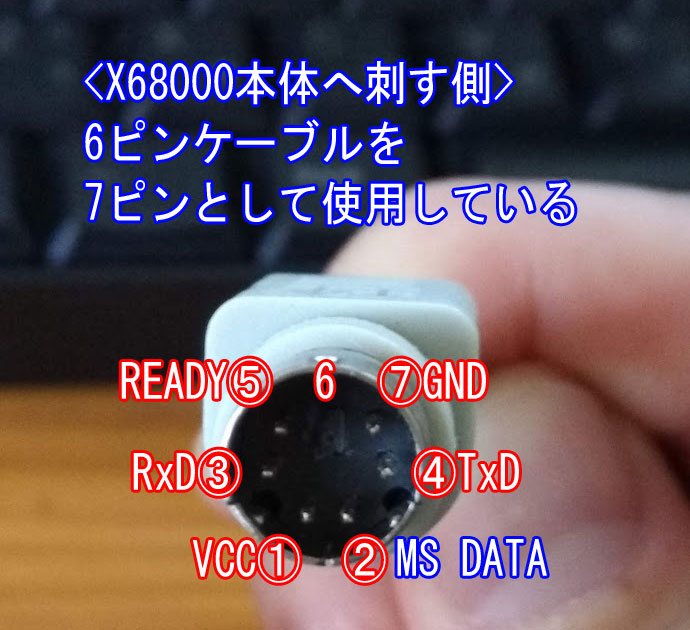 <X68000本体へ刺す側>
6ピンケーブルを
7ピンとして使用している
READY⑤ 6 ⑦GND
RxD③ ④TxD
VCC① ② MS DATA